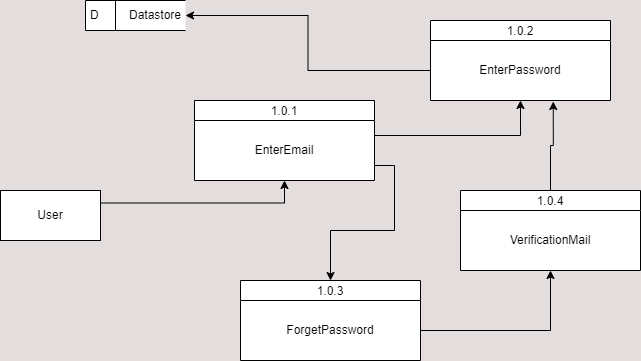 D Datastore
1.0.2
EnterPassword
1.0.1
EnterEmail
User
1.0.4
VerificationMail
1.0.3
ForgetPassword